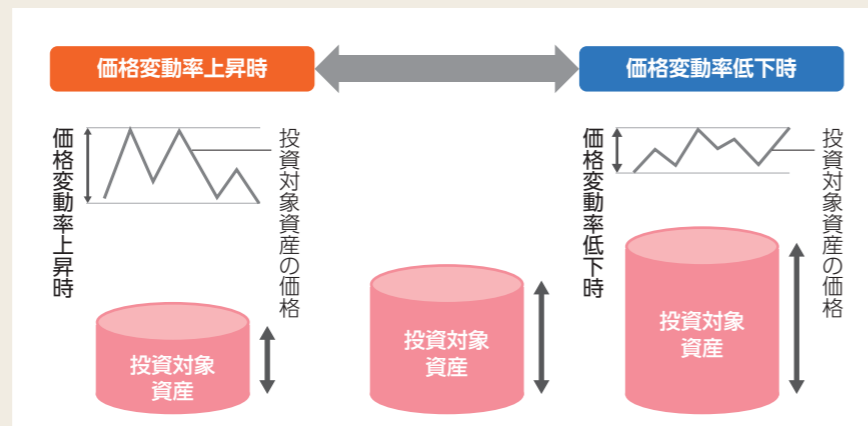 価格変動率上昇時
価格変動率低下時
価格変動率上昇時
投資対象資産の価格
価格変動率低下時
投資対象資産の価格
投資対象
資産
投資対象
資産
投資対象
資産